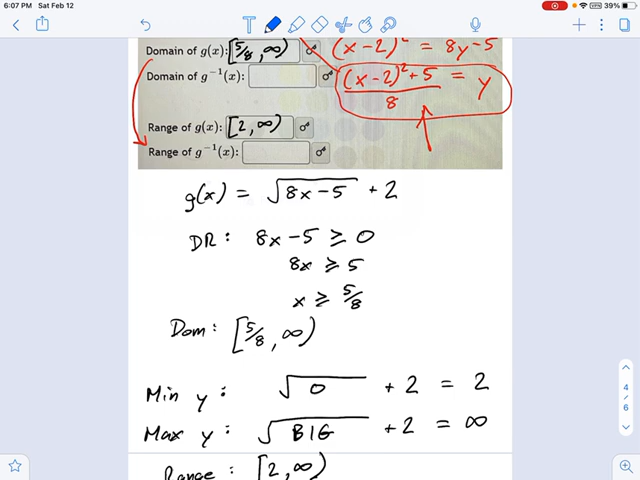 6:07 PM Sat Feb 12
82%
Domain of g(x): [5/8, ∞)
(x-2)² = 8y-5
Domain of g⁻¹(x):
(x-2)²+5 / 8 = y
Range of g(x): [2, ∞)
Range of g⁻¹(x):
g(x) = √(8x-5) + 2
DR: 8x-5 ≥ 0
8x ≥ 5
x ≥ 5/8
Dom: [5/8, ∞)
Min y: √0 + 2 = 2
Max y: √BIG + 2 = ∞
Range: [2, ∞)
4
/
6